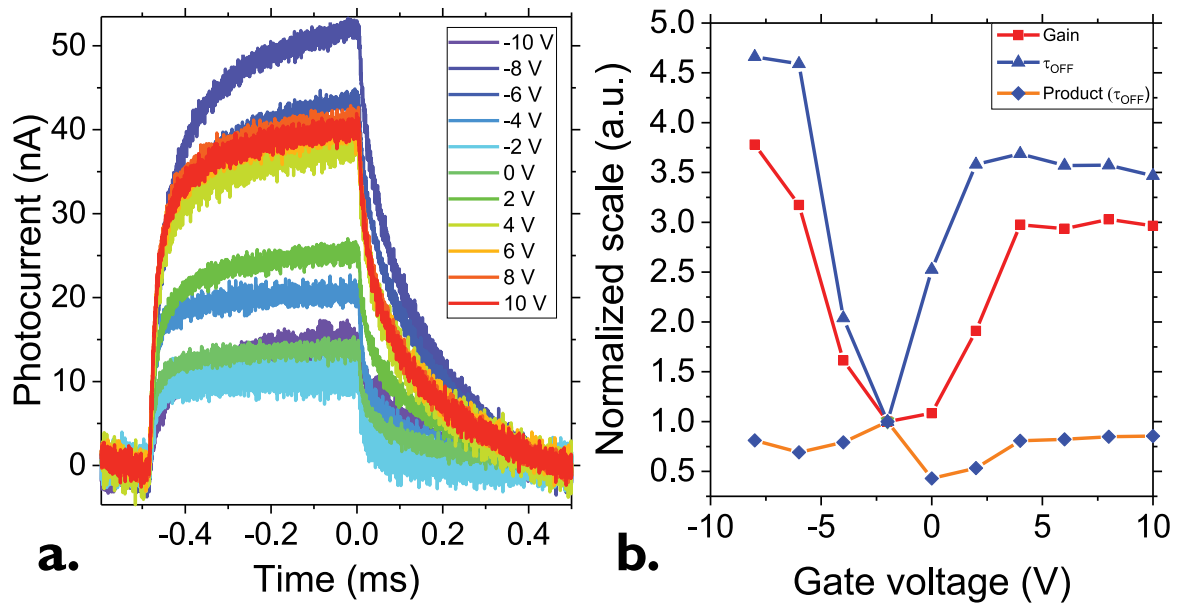 Photocurrent (nA)
50
40
30
20
10
0
-10 V
-8 V
-6 V
-4 V
-2 V
0 V
2 V
4 V
6 V
8 V
10 V
-0.4 -0.2 0.0 0.2 0.4
Time (ms)
a.
Normalized scale (a.u.)
5.0
4.5
4.0
3.5
3.0
2.5
2.0
1.5
1.0
0.5
Gain
τOFF
Product (τOFF)
-10 -5 0 5 10
Gate voltage (V)
b.